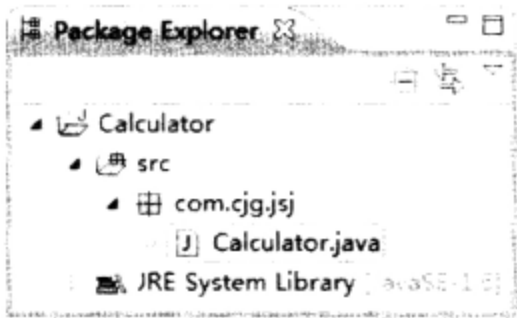 Package Explorer
Calculator
src
com.cjg.jsj
Calculator.java
JRE System Library